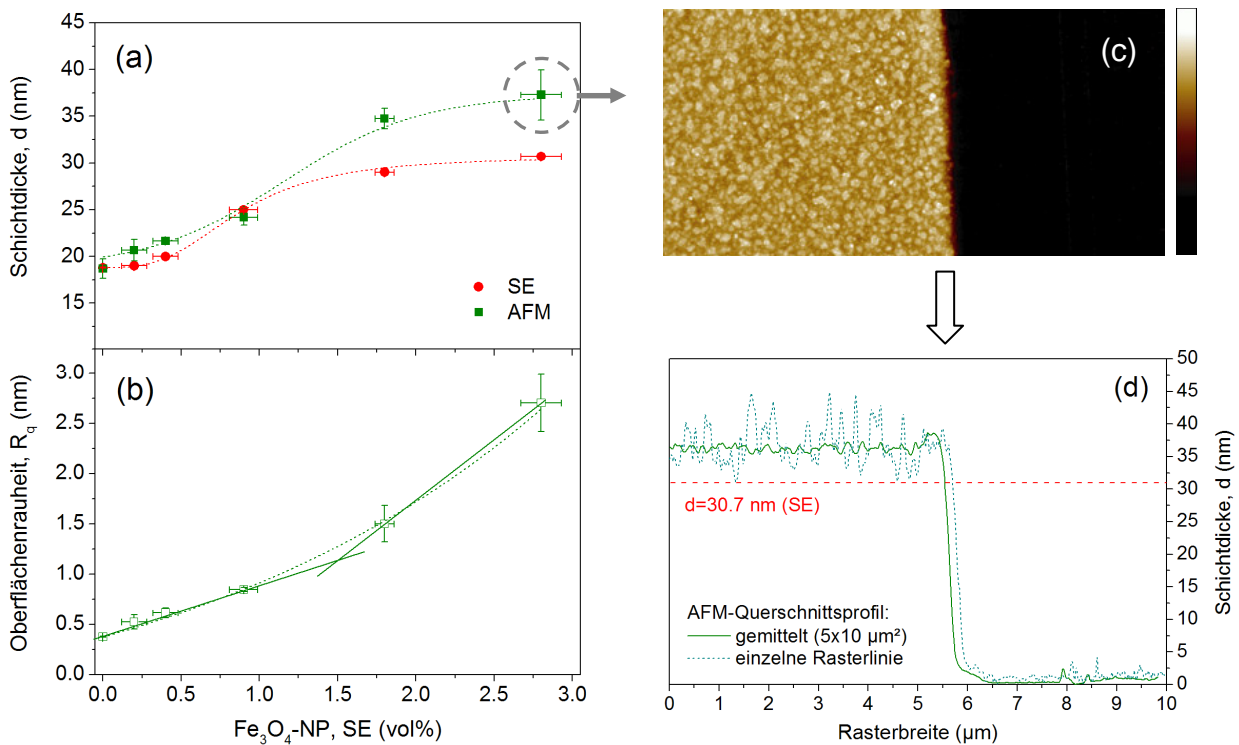 (a)
Schichtdicke, d (nm)
45
40
35
30
25
20
15
SE
AFM
(b)
Oberflächenrauheit, Rq (nm)
3.0
2.5
2.0
1.5
1.0
0.5
0.0
0.0 0.5 1.0 1.5 2.0 2.5 3.0
Fe3O4-NP, SE (vol%)
(c)
(d)
50
45
40
35
30
25
20
15
10
5
0
Schichtdicke, d (nm)
d=30.7 nm (SE)
AFM-Querschnittsprofil:
gemittelt (5x10 µm²)
einzelne Rasterlinie
0 1 2 3 4 5 6 7 8 9 10
Rasterbreite (µm)